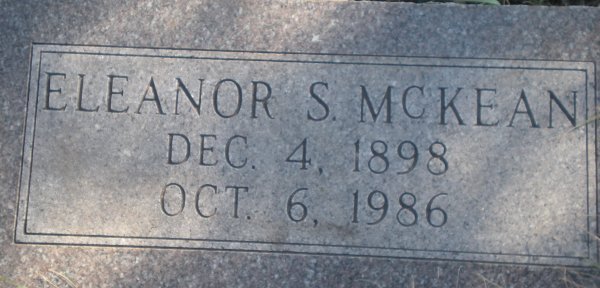 ELEANOR S. McKEAN
DEC. 4, 1898
OCT. 6, 1986